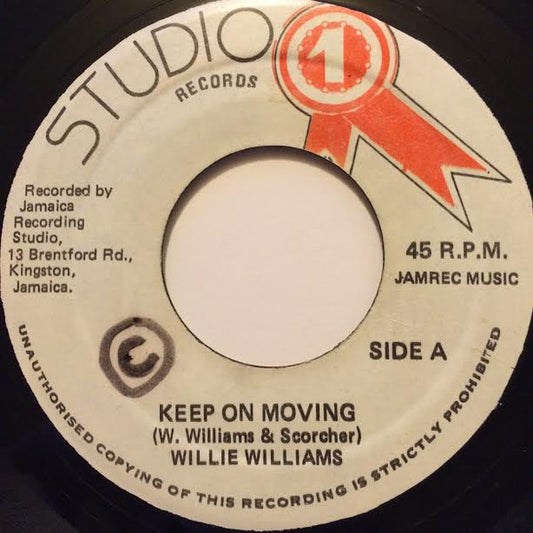 STUDIO 1
RECORDS
Recorded by
Jamaica
Recording
Studio,
13 Brentford Rd.,
Kingston,
Jamaica.
45 R.P.M.
JAMREC MUSIC
SIDE A
C
KEEP ON MOVING
(W. Williams & Scorcher)
WILLIE WILLIAMS
UNAUTHORISED COPYING OF THIS RECORDING IS STRICTLY PROHIBITED